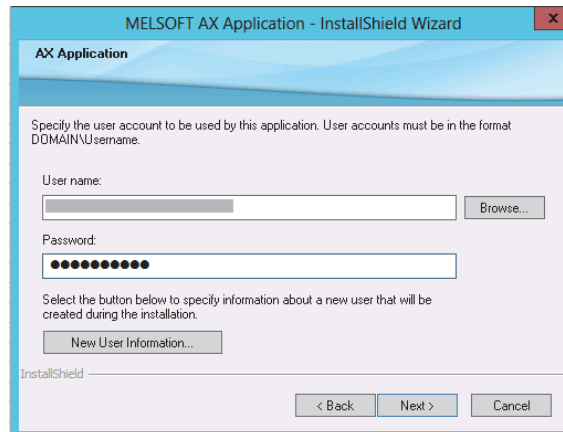 MELSOFT AX Application - InstallShield Wizard
x
AX Application
Specify the user account to be used by this application. User accounts must be in the format
DOMAIN\Username.
User name:
Browse...
Password:
●●●●●●●●●●
Select the button below to specify information about a new user that will be
created during the installation.
New User Information...
InstallShield
< Back Next > Cancel